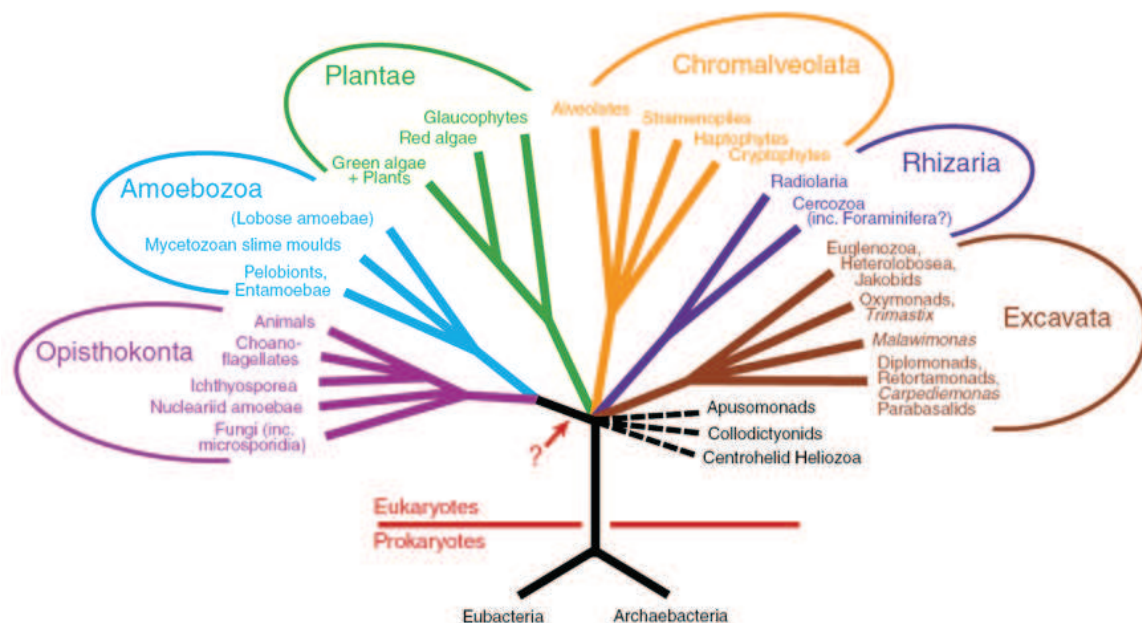 Plantae
Glaucophytes
Red algae
Green algae
+ Plants
Chromalveolata
Alveolates
Stramenopiles
Haptophytes
Cryptophytes
Rhizaria
Radiolaria
Cercozoa
(inc. Foraminifera?)
Amoebozoa
(Lobose amoebae)
Mycetozoan slime moulds
Pelobionts,
Entamoebae
Opisthokonta
Animals
Choano-
flagellates
Ichthyosporea
Nucleariid amoebae
Fungi (inc.
microsporidia)
Excavata
Euglenozoa,
Heterolobosea,
Jakobids
Oxymonads,
Trimastix
Malawimonas
Diplomonads,
Retortamonads,
Carpediemonas
Parabasalids
Apusomonads
Collodictyonids
Centrohelid Heliozoa
?
Eukaryotes
Prokaryotes
Eubacteria
Archaebacteria